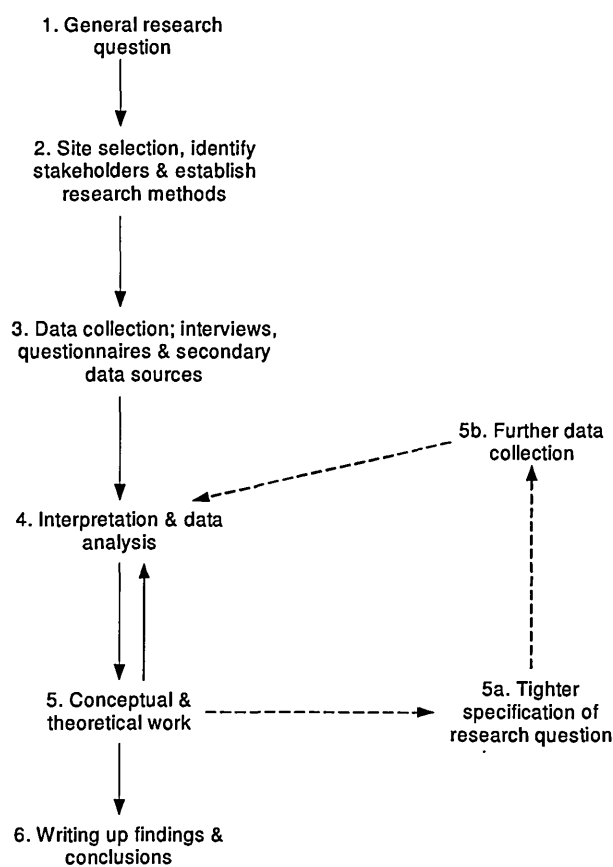 1. General research
question
2. Site selection, identify
stakeholders & establish
research methods
3. Data collection; interviews,
questionnaires & secondary
data sources
5b. Further data
collection
4. Interpretation & data
analysis
5. Conceptual &
theoretical work
5a. Tighter
specification of
research question
6. Writing up findings &
conclusions